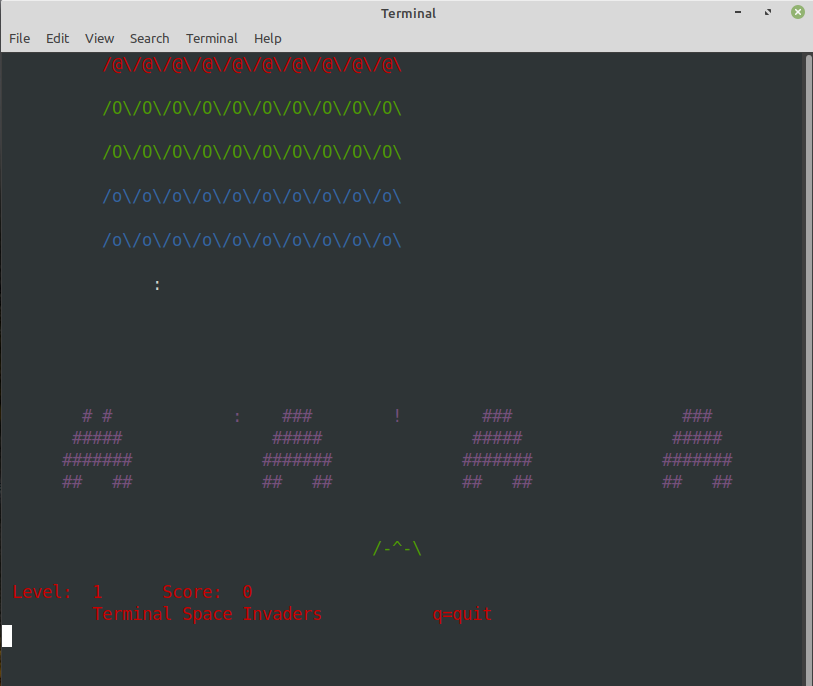 Terminal
File Edit View Search Terminal Help
/@\/@\/@\/@\/@\/@\/@\/@\/@\/@\
/O\/O\/O\/O\/O\/O\/O\/O\/O\/O\
/O\/O\/O\/O\/O\/O\/O\/O\/O\/O\
/o\/o\/o\/o\/o\/o\/o\/o\/o\/o\
/o\/o\/o\/o\/o\/o\/o\/o\/o\/o\
:
# # : ### ! ### ###
##### ##### ##### #####
####### ####### ####### #######
## ## ## ## ## ## ## ##
/-^-\
Level: 1 Score: 0
Terminal Space Invaders q=quit